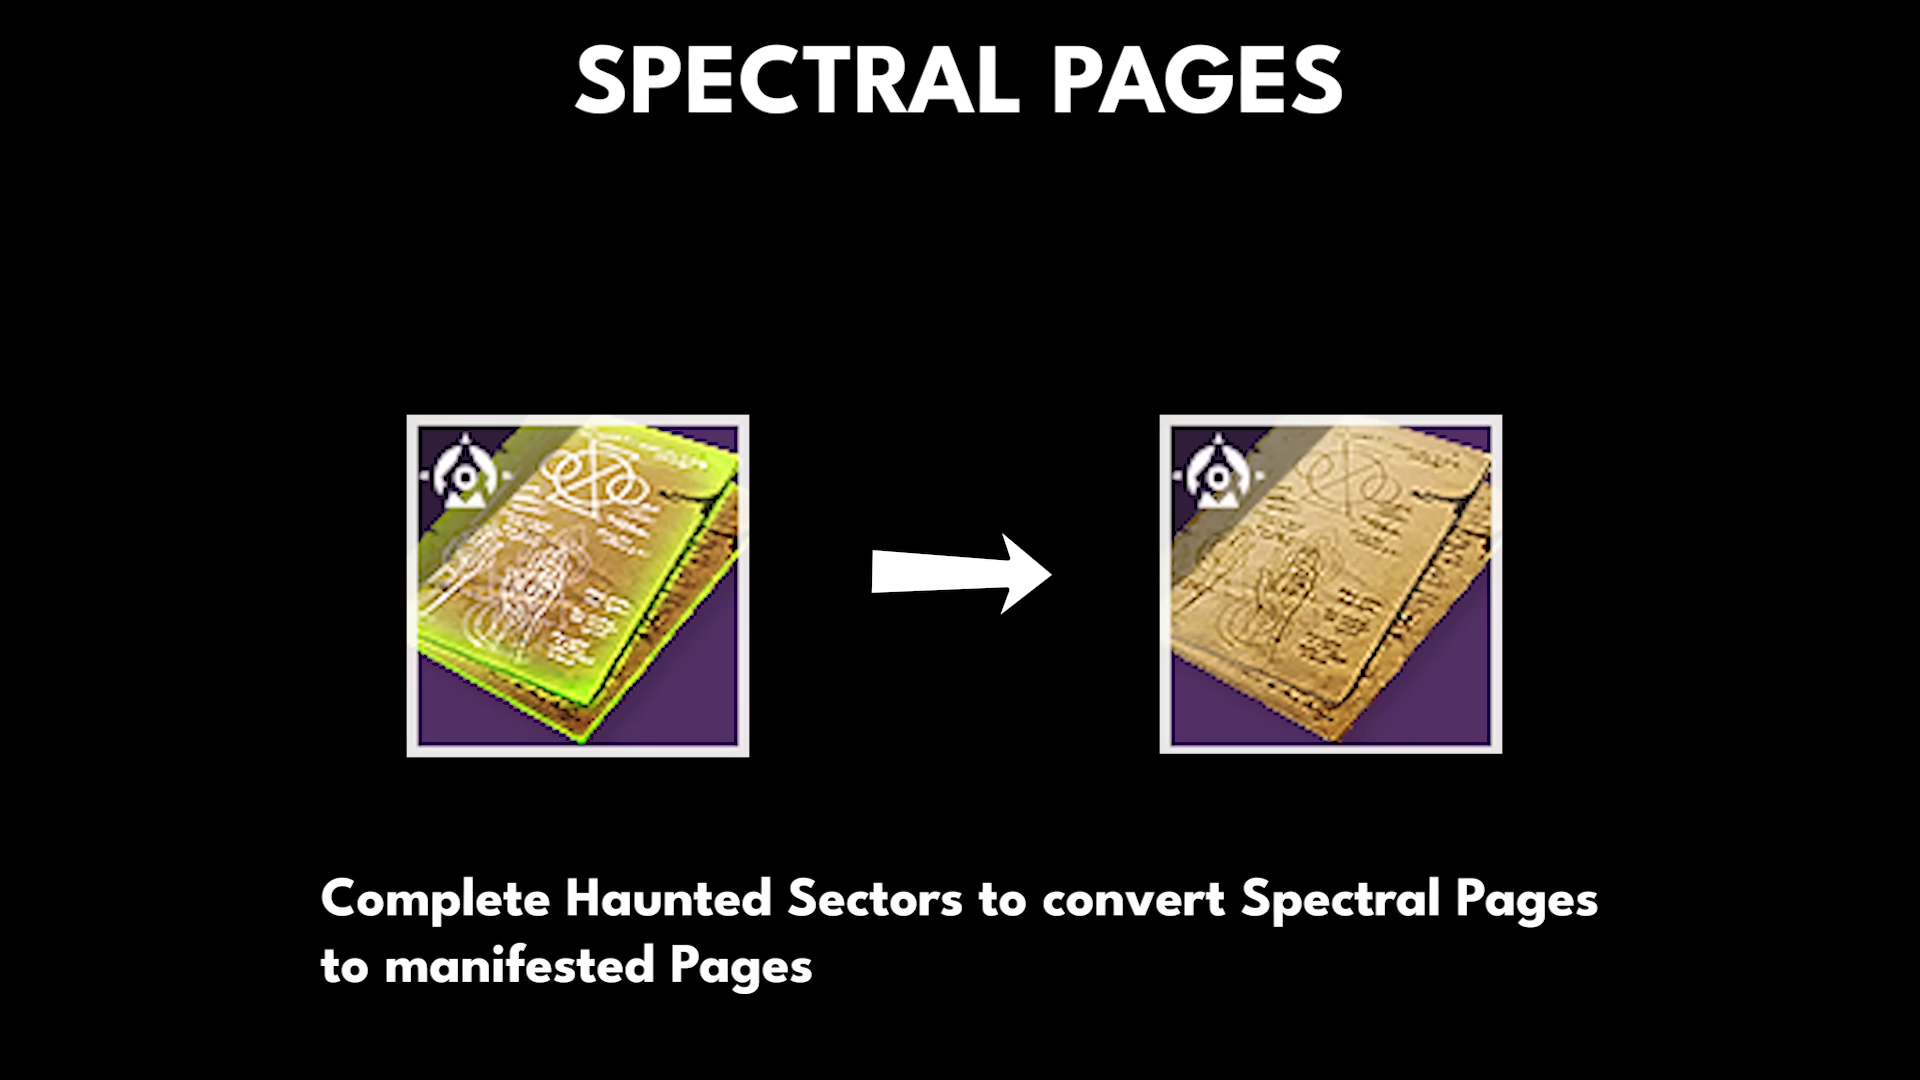 SPECTRAL PAGES
Complete Haunted Sectors to convert Spectral Pages
to manifested Pages